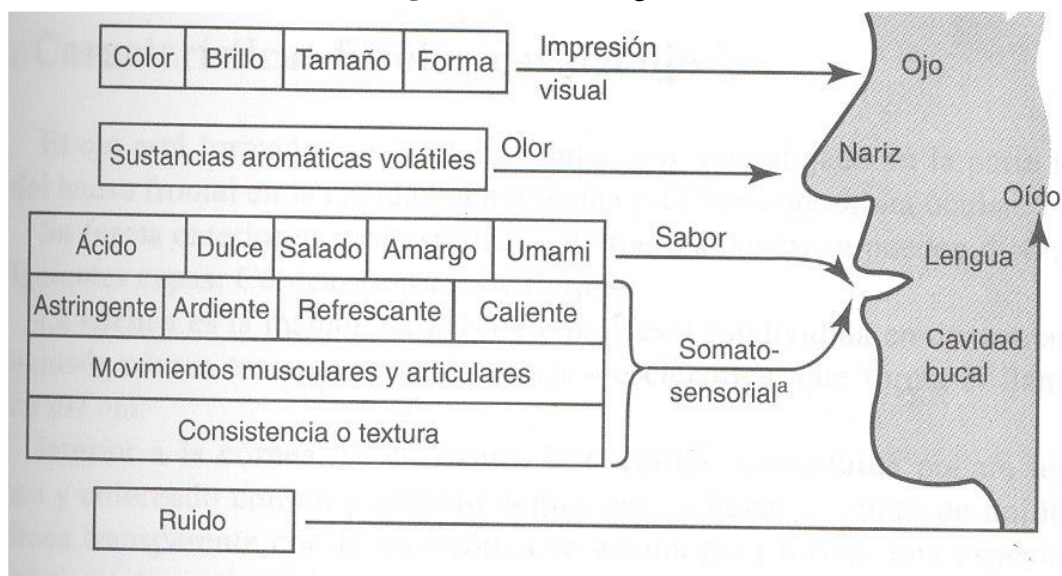 Color Brillo Tamaño Forma
Impresión
visual
Ojo
Sustancias aromáticas volátiles
Olor
Nariz
Oído
Ácido Dulce Salado Amargo Umami
Sabor
Lengua
Astringente Ardiente Refrescante Caliente
Movimientos musculares y articulares
Consistencia o textura
Somato-
sensorialª
Cavidad
bucal
Ruido